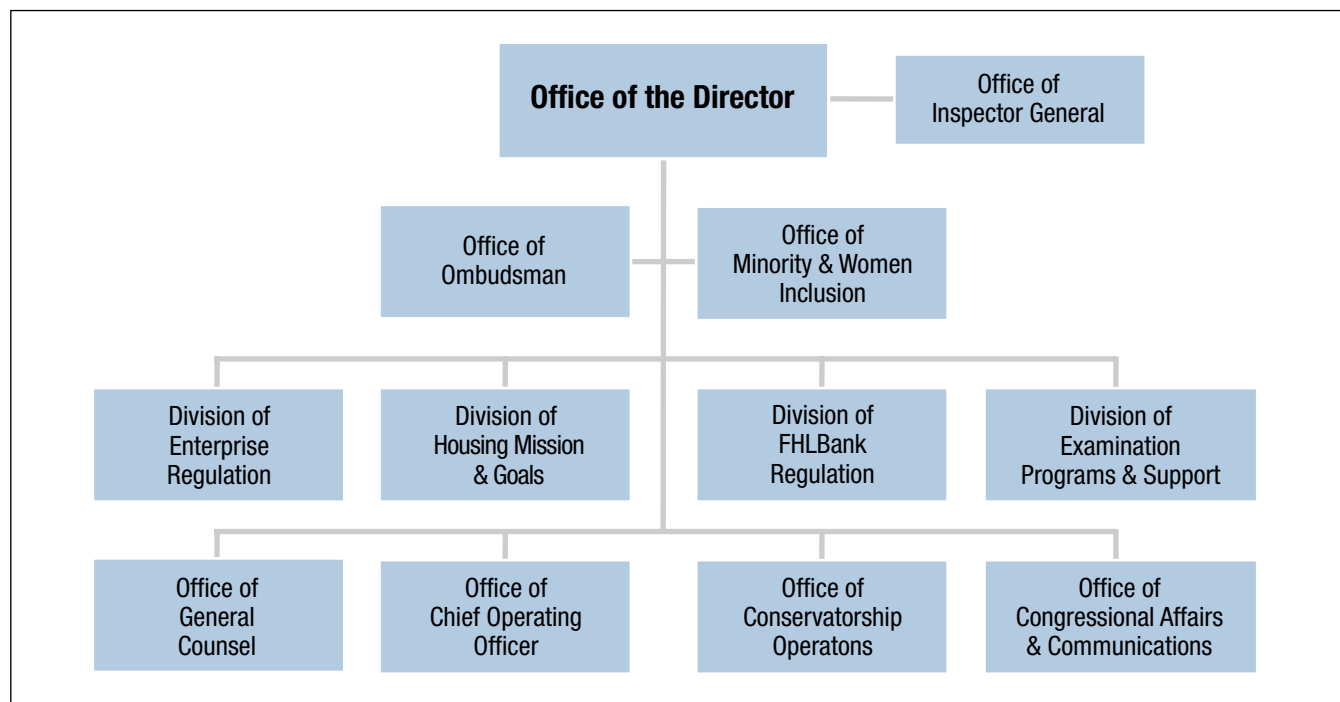 Office of the Director
Office of
Inspector General
Office of
Ombudsman
Office of
Minority & Women
Inclusion
Division of
Enterprise
Regulation
Division of
Housing Mission
& Goals
Division of
FHLBank
Regulation
Division of
Examination
Programs & Support
Office of
General
Counsel
Office of
Chief Operating
Officer
Office of
Conservatorship
Operatons
Office of
Congressional Affairs
& Communications